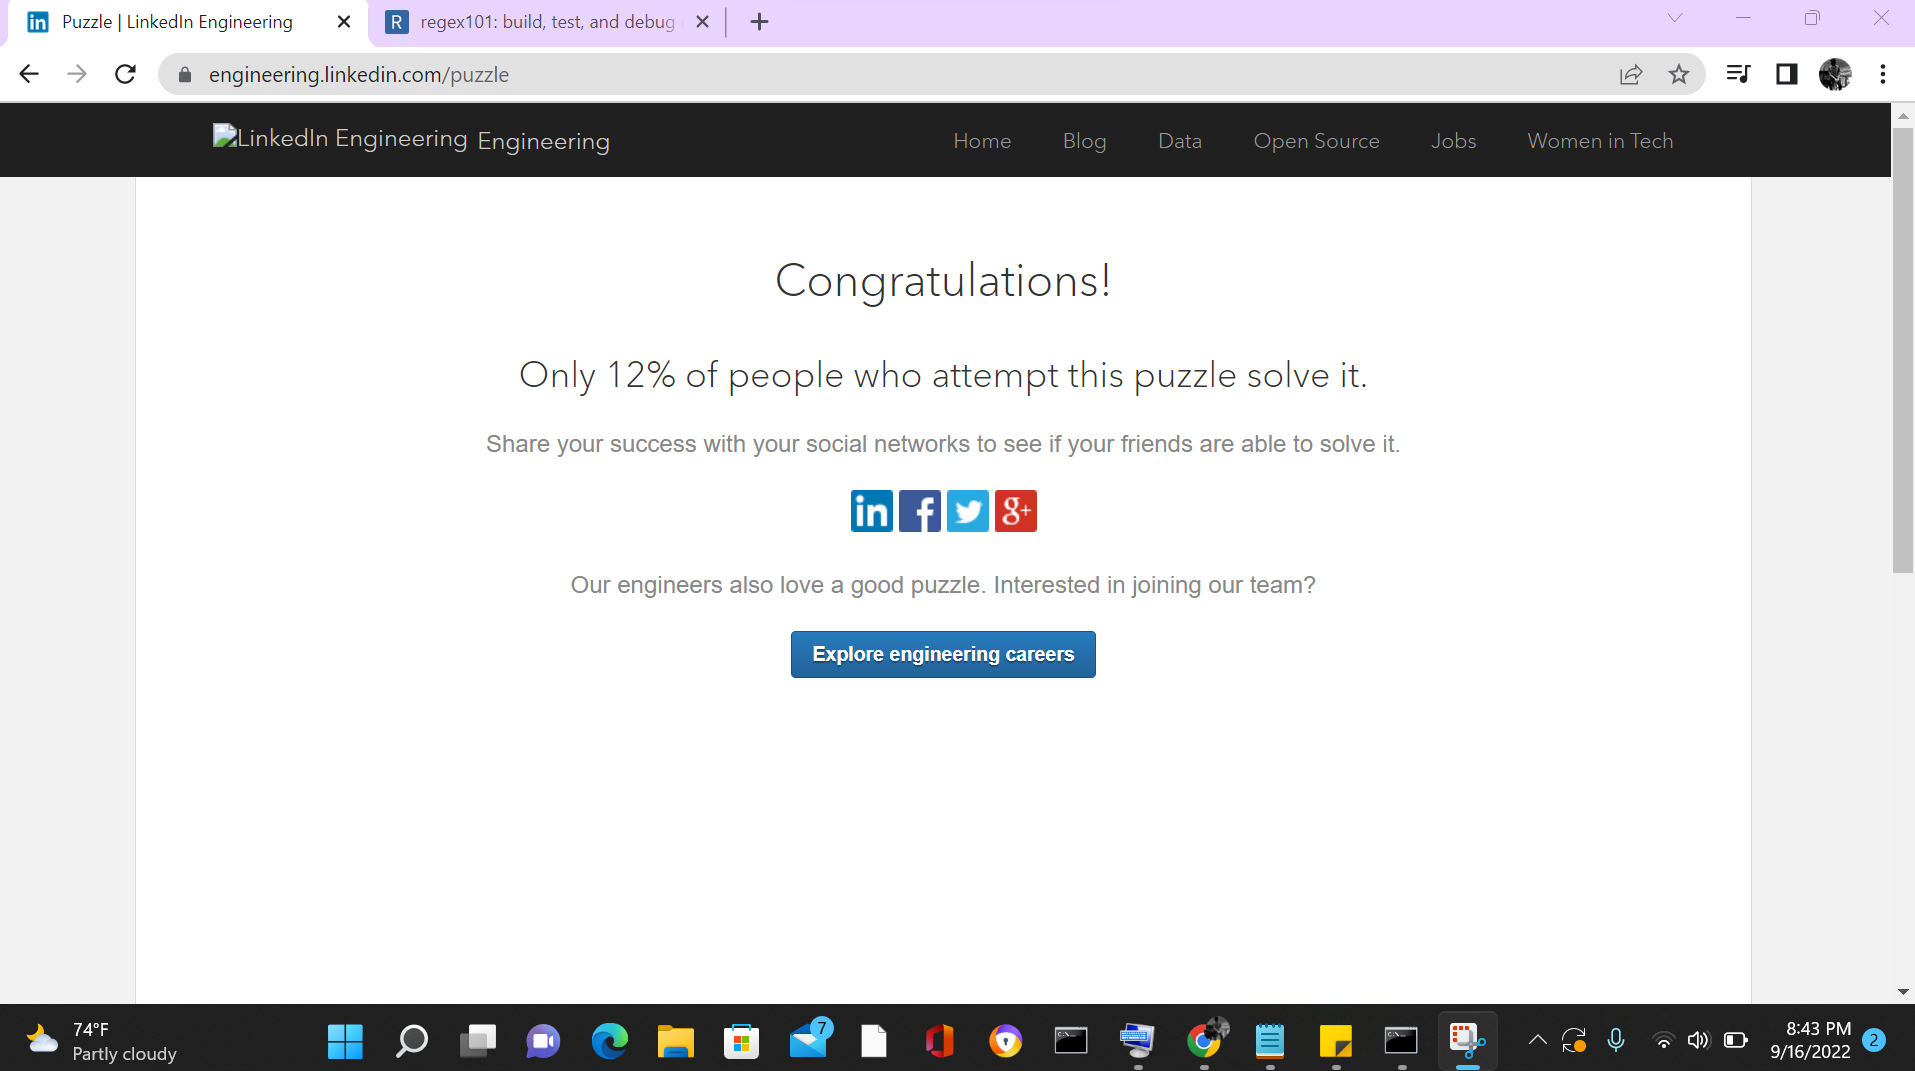 Puzzle | LinkedIn Engineering
regex101: build, test, and debug
engineering.linkedin.com/puzzle
LinkedIn Engineering Engineering
Home Blog Data Open Source Jobs Women in Tech
Congratulations!
Only 12% of people who attempt this puzzle solve it.
Share your success with your social networks to see if your friends are able to solve it.
in f g+
Our engineers also love a good puzzle. Interested in joining our team?
Explore engineering careers
74°F
Partly cloudy
7
8:43 PM
9/16/2022
2